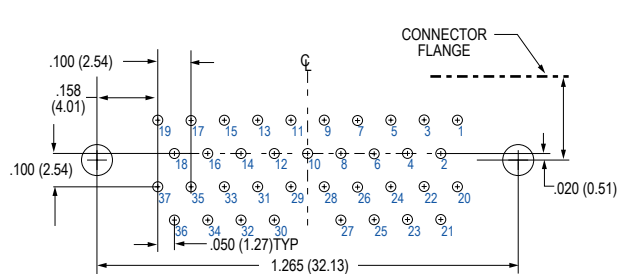 CONNECTOR
FLANGE
℄
.100 (2.54)
.158
(4.01)
19 17 15 13 11 9 7 5 3 1
18 16 14 12 10 8 6 4 2
.100 (2.54)
.020 (0.51)
37 35 33 31 29 28 26 24 22 20
36 34 32 30 27 25 23 21
.050 (1.27)TYP
1.265 (32.13)